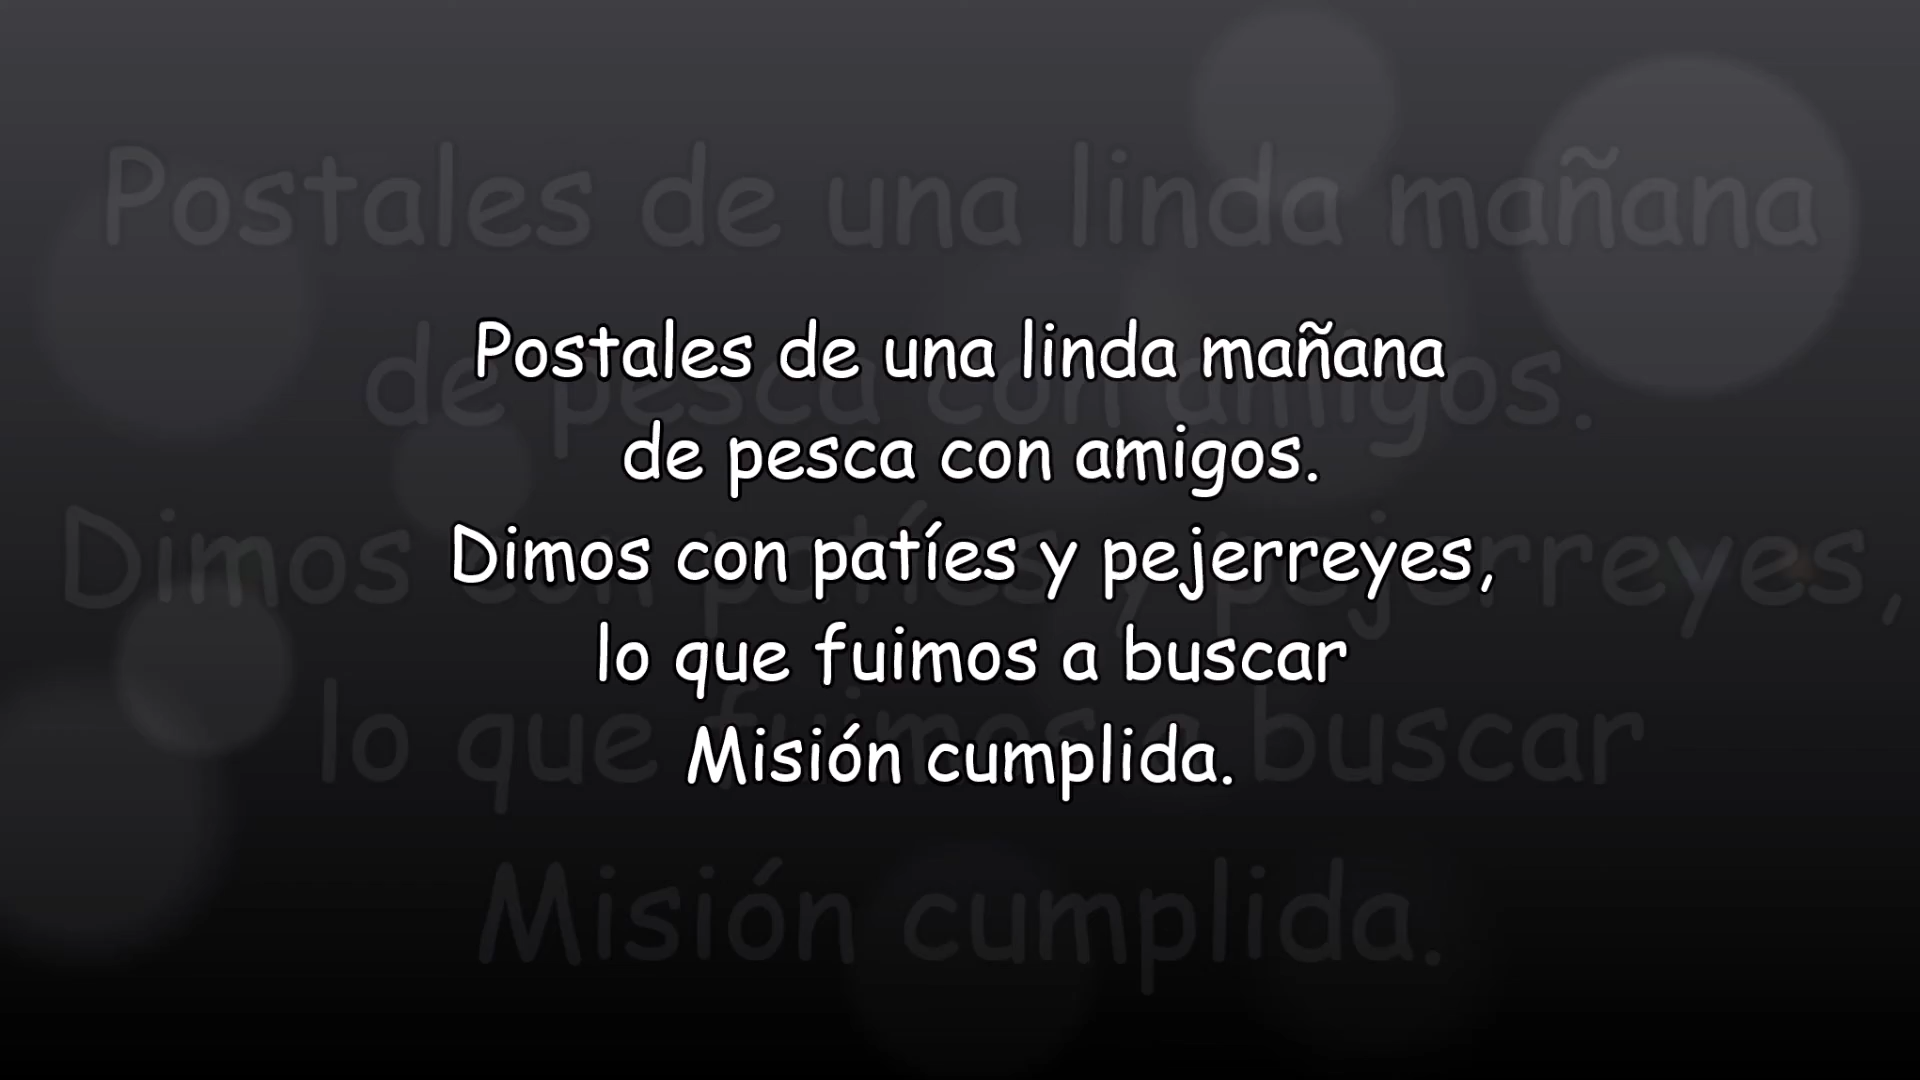 Postales de una linda mañana
de pesca con amigos.
Dimos con patíes y pejerreyes,
lo que fuimos a buscar
Misión cumplida.